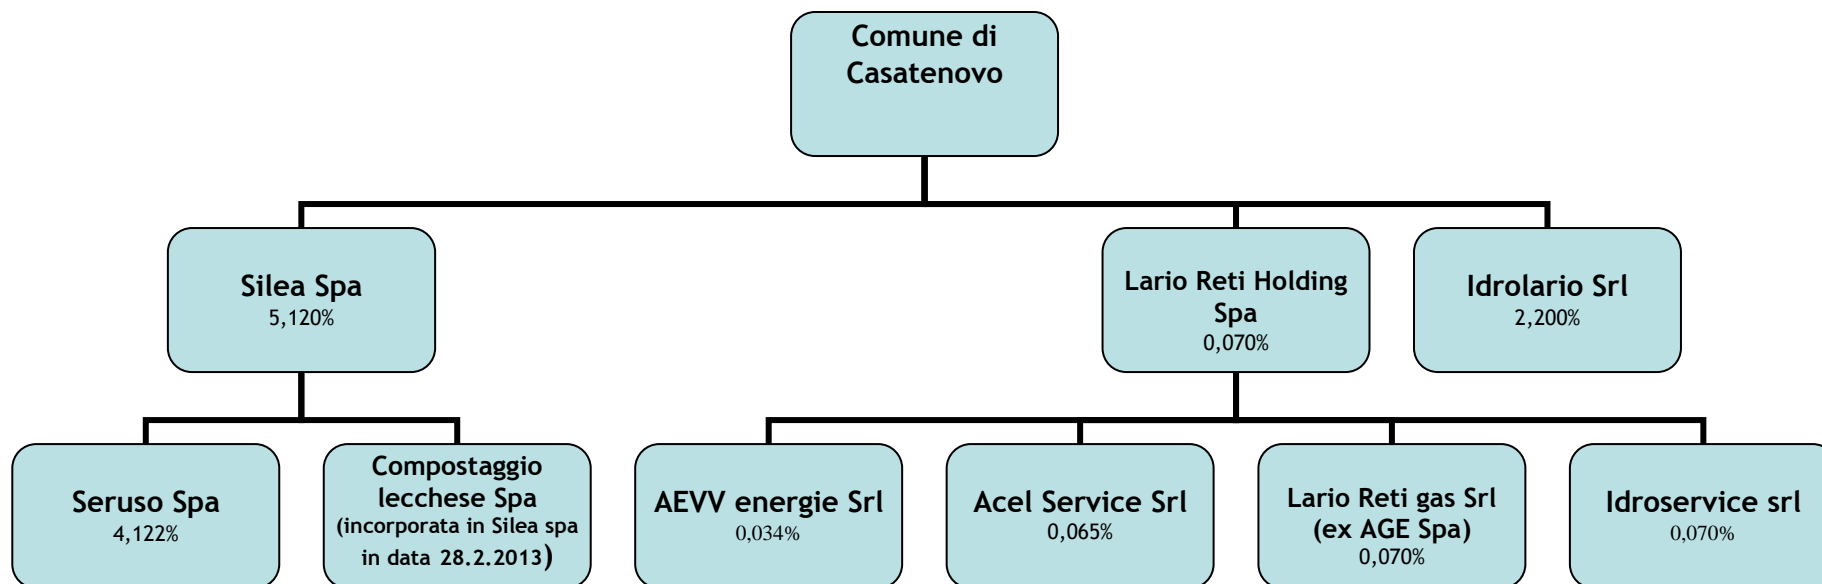 Comune di
Casatenovo
Silea Spa
5,120%
Lario Reti Holding
Spa
0,070%
Idrolario Srl
2,200%
Seruso Spa
4,122%
Compostaggio
lecchese Spa
(incorporata in Silea spa
in data 28.2.2013)
AEVV energie Srl
0,034%
Acel Service Srl
0,065%
Lario Reti gas Srl
(ex AGE Spa)
0,070%
Idroservice srl
0,070%